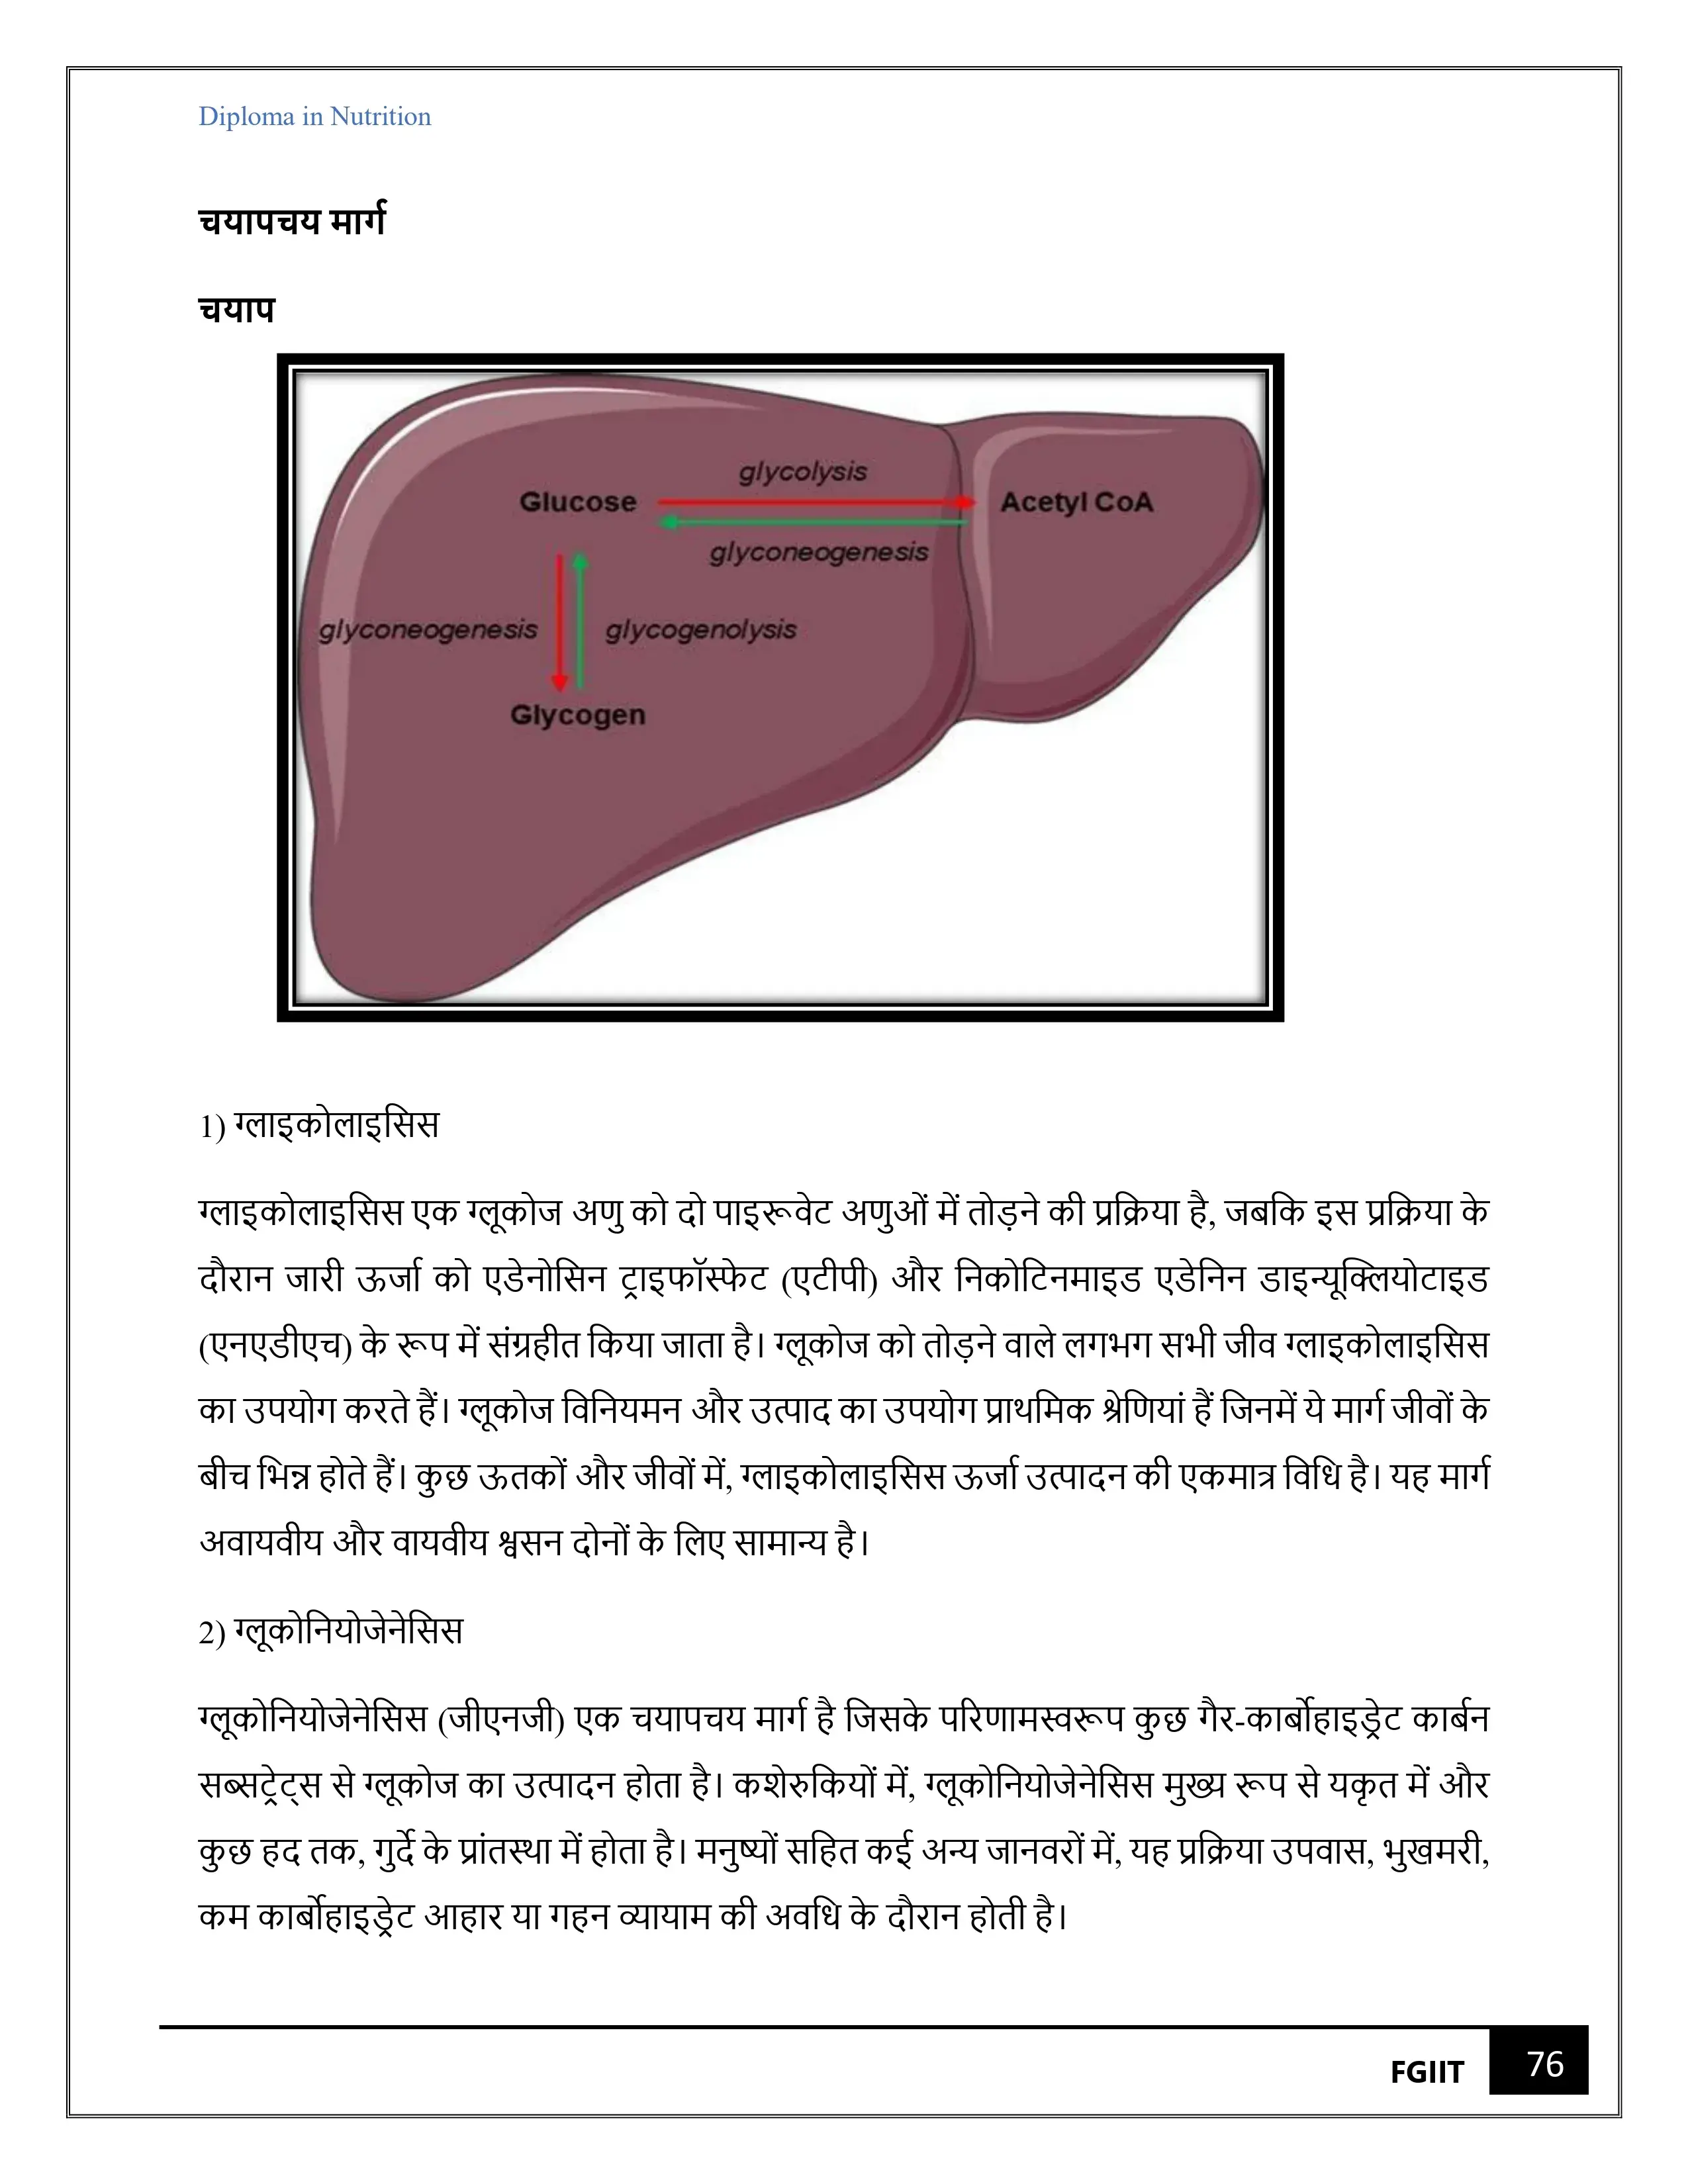 Diploma in Nutrition
चयापचय मार्ग
चयाप
glycolysis
Glucose
Acetyl CoA
glyconeogenesis
glyconeogenesis
glycogenolysis
Glycogen
1) ग्लाइकोलाइसिस
ग्लाइकोलाइसिस एक ग्लूकोज अणु को दो पाइरूवेट अणुओं में तोड़ने की प्रक्रिया है, जबकि इस प्रक्रिया के
दौरान जारी ऊर्जा को एडेनोसिन ट्राइफॉस्फेट (एटीपी) और निकोटिनमाइड एडेनिन डाइन्यूक्लियोटाइड
(एनएडीएच) के रूप में संग्रहीत किया जाता है। ग्लूकोज को तोड़ने वाले लगभग सभी जीव ग्लाइकोलाइसिस
का उपयोग करते हैं। ग्लूकोज विनियमन और उत्पाद का उपयोग प्राथमिक श्रेणियां हैं जिनमें ये मार्ग जीवों के
बीच भिन्न होते हैं। कुछ ऊतकों और जीवों में, ग्लाइकोलाइसिस ऊर्जा उत्पादन की एकमात्र विधि है। यह मार्ग
अवायवीय और वायवीय श्वसन दोनों के लिए सामान्य है।
2) ग्लूकोनियोजेनेसिस
ग्लूकोनियोजेनेसिस (जीएनजी) एक चयापचय मार्ग है जिसके परिणामस्वरूप कुछ गैर-कार्बोहाइड्रेट कार्बन
सब्सट्रेट्स से ग्लूकोज का उत्पादन होता है। कशेरुकियों में, ग्लूकोनियोजेनेसिस मुख्य रूप से यकृत में और
कुछ हद तक, गुर्दे के प्रांतस्था में होता है। मनुष्यों सहित कई अन्य जानवरों में, यह प्रक्रिया उपवास, भुखमरी,
कम कार्बोहाइड्रेट आहार या गहन व्यायाम की अवधि के दौरान होती है।
FGIIT 76